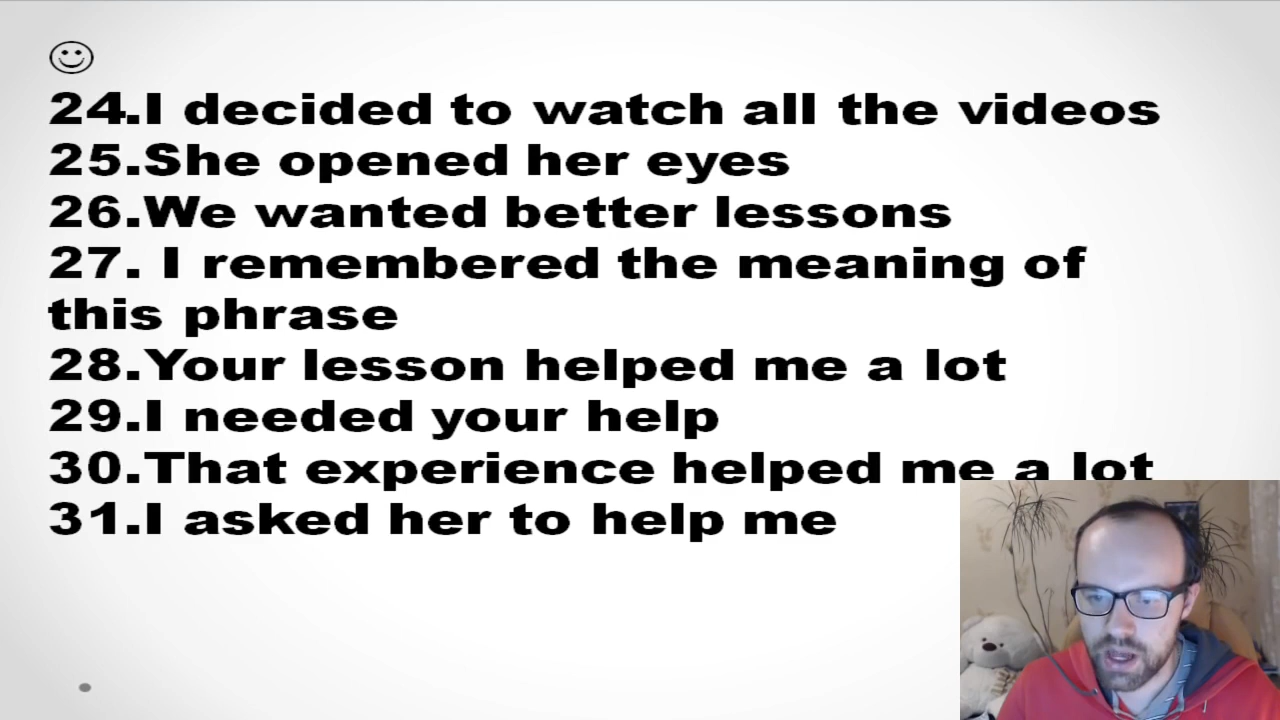 24.I decided to watch all the videos
25.She opened her eyes
26.We wanted better lessons
27. I remembered the meaning of
this phrase
28.Your lesson helped me a lot
29.I needed your help
30.That experience helped me a lot
31.I asked her to help me